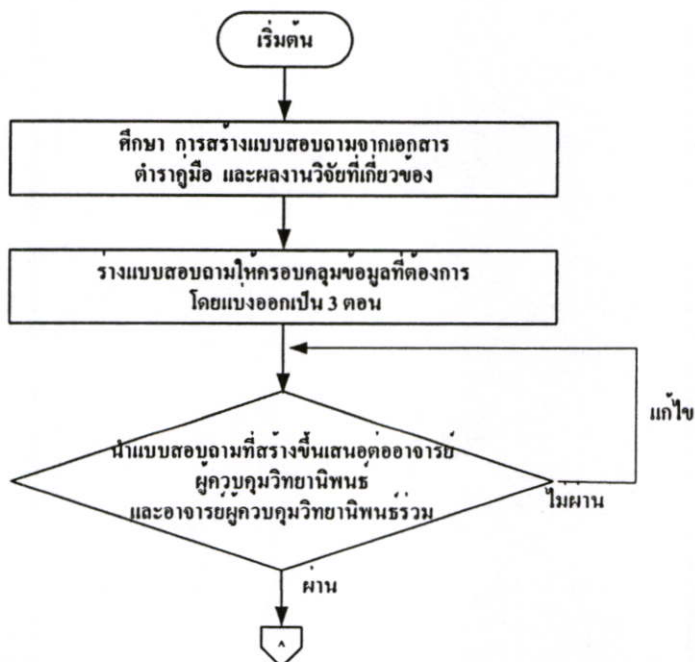 เริ่มต้น
ศึกษา การสร้างแบบสอบถามจากเอกสาร
ตำราคู่มือ และผลงานวิจัยที่เกี่ยวข้อง
ร่างแบบสอบถามให้ครอบคลุมข้อมูลที่ต้องการ
โดยแบ่งออกเป็น 3 ตอน
แก้ไข
นำแบบสอบถามที่สร้างขึ้นเสนอต่ออาจารย์
ผู้ควบคุมวิทยานิพนธ์
และอาจารย์ผู้ควบคุมวิทยานิพนธ์ร่วม
ไม่ผ่าน
ผ่าน